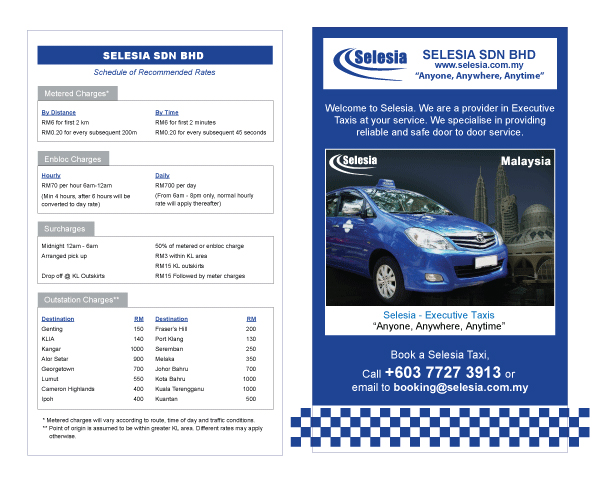 SELESIA SDN BHD
Schedule of Recommended Rates
Metered Charges*
By Distance By Time
RM6 for first 2 km RM6 for first 2 minutes
RM0.20 for every subsequent 200m RM0.20 for every subsequent 45 seconds
Enbloc Charges
Hourly Daily
RM70 per hour 6am-12am RM700 per day
(Min 4 hours, after 6 hours will be (From 6am - 8pm only, normal hourly
converted to day rate) rate will apply thereafter)
Surcharges
Midnight 12am - 6am 50% of metered or enbloc charge
Arranged pick up RM3 within KL area
RM15 KL outskirts
Drop off @ KL Outskirts RM15 Followed by meter charges
Outstation Charges**
Destination RM Destination RM
Genting 150 Fraser's Hill 200
KLIA 140 Port Klang 130
Kangar 1000 Seremban 250
Alor Setar 900 Melaka 350
Georgetown 700 Johor Bahru 700
Lumut 550 Kota Bahru 1000
Cameron Highlands 400 Kuala Terengganu 1000
Ipoh 400 Kuantan 500
* Metered charges will vary according to route, time of day and traffic conditions.
** Point of origin is assumed to be within greater KL area. Different rates may apply
otherwise.
Selesia
SELESIA SDN BHD
www.selesia.com.my
“Anyone, Anywhere, Anytime”
Welcome to Selesia. We are a provider in Executive
Taxis at your service. We specialise in providing
reliable and safe door to door service.
Selesia Malaysia
Selesia - Executive Taxis
“Anyone, Anywhere, Anytime”
Book a Selesia Taxi,
Call +603 7727 3913 or
email to booking@selesia.com.my